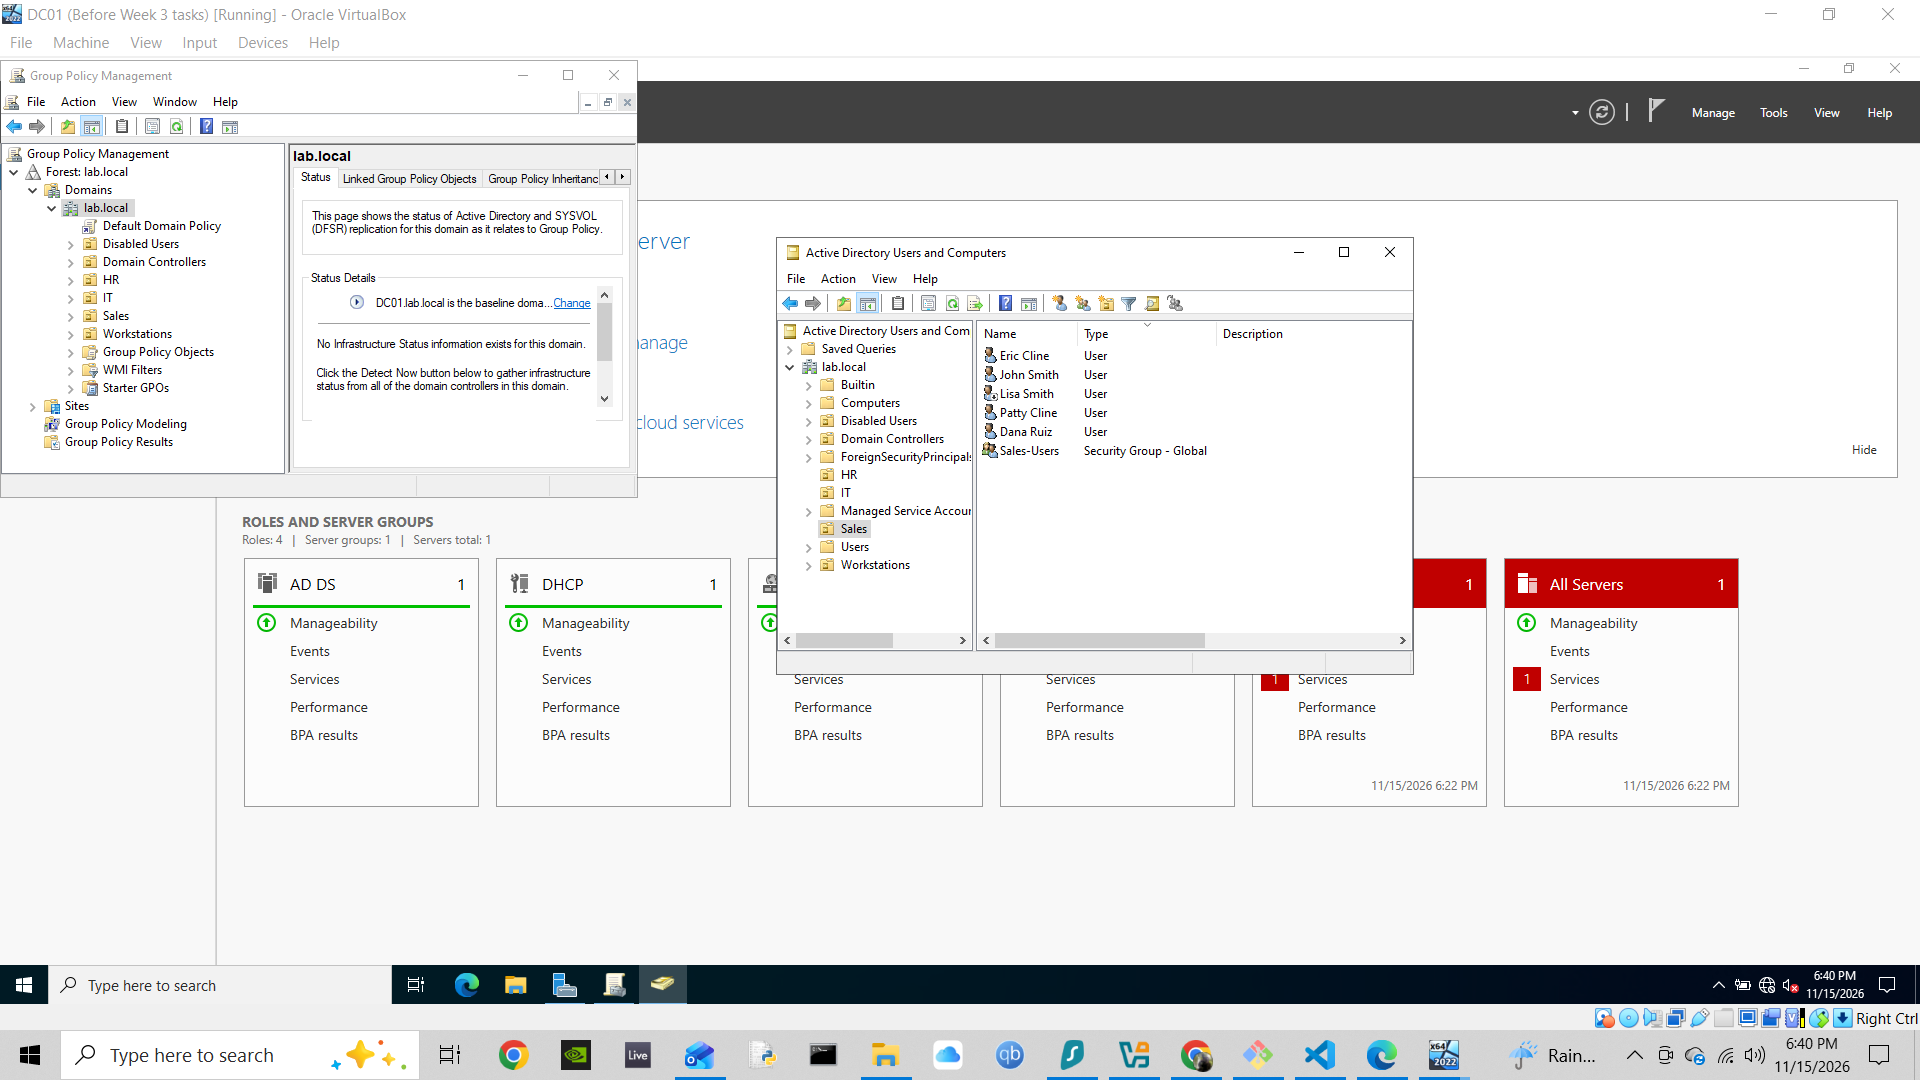 DC01 (Before Week 3 tasks) [Running] - Oracle VirtualBox
File Machine View Input Devices Help
Group Policy Management
File Action View Window Help
Group Policy Management
Forest: lab.local
Domains
lab.local
Default Domain Policy
Disabled Users
Domain Controllers
HR
IT
Sales
Workstations
Group Policy Objects
WMI Filters
Starter GPOs
Sites
Group Policy Modeling
Group Policy Results
lab.local
Status Linked Group Policy Objects Group Policy Inheritanc
This page shows the status of Active Directory and SYSVOL
(DFSR) replication for this domain as it relates to Group Policy.
Status Details
DC01.lab.local is the baseline doma... Change
No Infrastructure Status information exists for this domain.
Click the Detect Now button below to gather infrastructure
status from all of the domain controllers in this domain.
Manage Tools View Help
erver
anage
cloud services
Hide
Active Directory Users and Computers
File Action View Help
Active Directory Users and Com
Saved Queries
lab.local
Builtin
Computers
Disabled Users
Domain Controllers
ForeignSecurityPrincipals
HR
IT
Managed Service Accour
Sales
Users
Workstations
Name Type Description
Eric Cline User
John Smith User
Lisa Smith User
Patty Cline User
Dana Ruiz User
Sales-Users Security Group - Global
ROLES AND SERVER GROUPS
Roles: 4 | Server groups: 1 | Servers total: 1
AD DS 1
Manageability
Events
Services
Performance
BPA results
DHCP 1
Manageability
Events
Services
Performance
BPA results
Services
Performance
BPA results
Services
Performance
BPA results
1
1 Services
Performance
BPA results
11/15/2026 6:22 PM
All Servers 1
Manageability
Events
1 Services
Performance
BPA results
11/15/2026 6:22 PM
Type here to search
6:40 PM
11/15/2026
Right Ctrl
Type here to search
Live
qb
x64
2022
Rain...
6:40 PM
11/15/2026